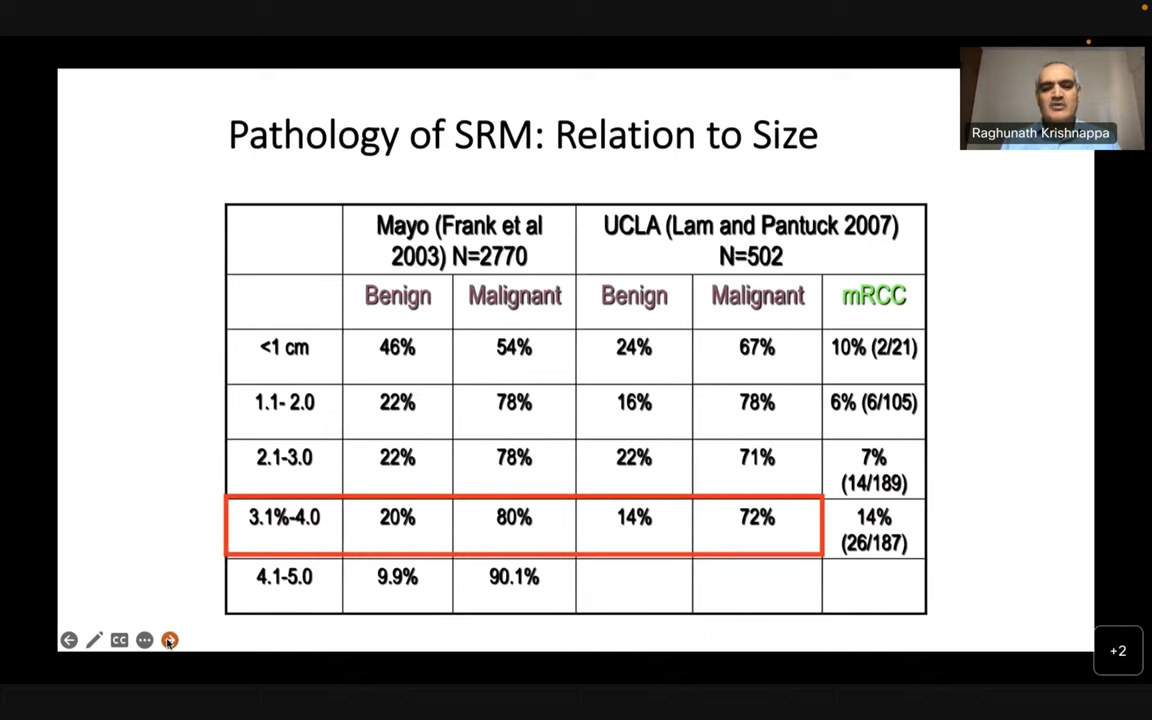 Pathology of SRM: Relation to Size
Raghunath Krishnappa
Mayo (Frank et al
2003) N=2770
UCLA (Lam and Pantuck 2007)
N=502
Benign Malignant Benign Malignant mRCC
<1 cm 46% 54% 24% 67% 10% (2/21)
1.1- 2.0 22% 78% 16% 78% 6% (6/105)
2.1-3.0 22% 78% 22% 71% 7%
(14/189)
3.1%-4.0 20% 80% 14% 72% 14%
(26/187)
4.1-5.0 9.9% 90.1%
CC
+2